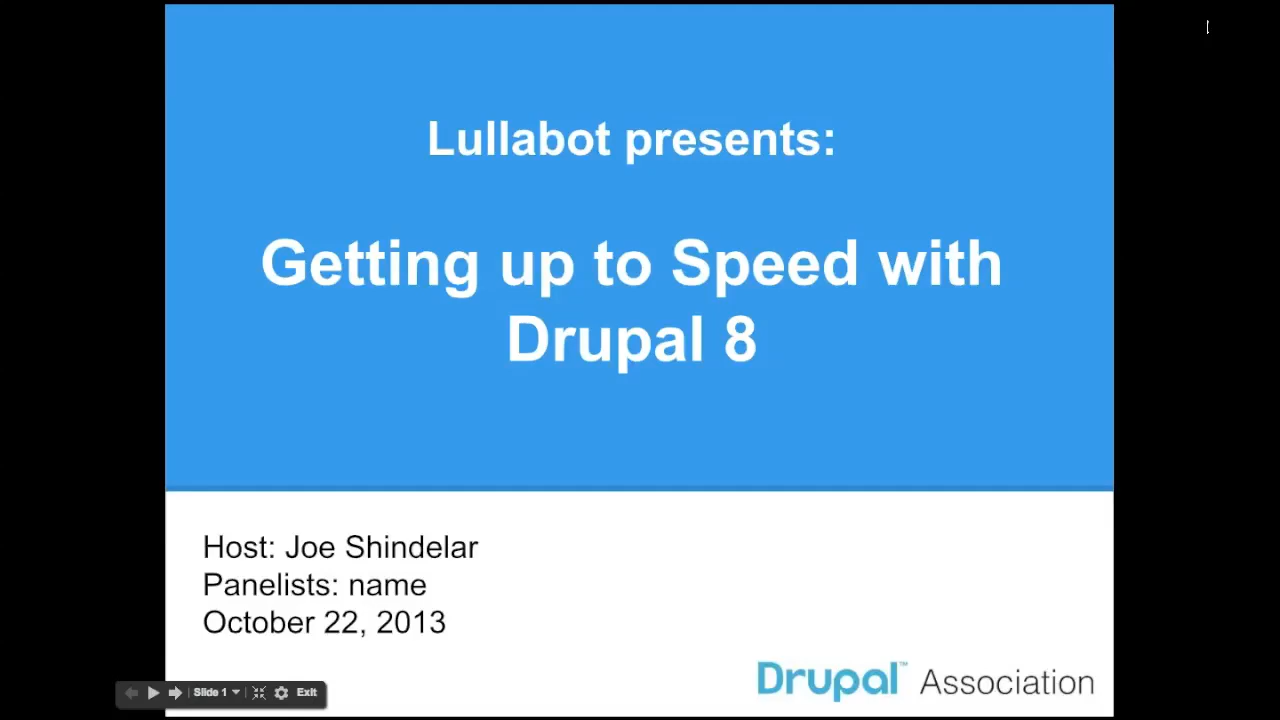 Lullabot presents:
Getting up to Speed with
Drupal 8
Host: Joe Shindelar
Panelists: name
October 22, 2013
Drupal™ Association
Slide 1
Exit